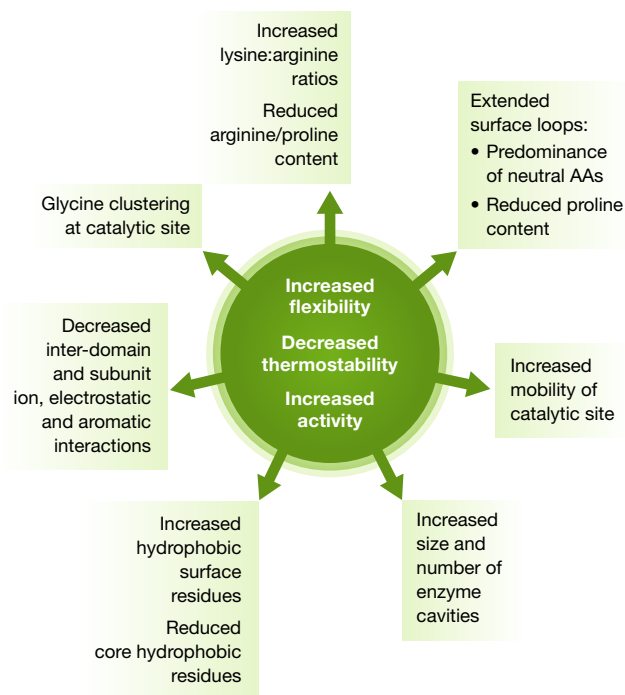 Increased
lysine:arginine
ratios
Reduced
arginine/proline
content
Extended
surface loops:
• Predominance
of neutral AAs
• Reduced proline
content
Glycine clustering
at catalytic site
Increased
flexibility
Decreased
thermostability
Increased
activity
Decreased
inter-domain
and subunit
ion, electrostatic
and aromatic
interactions
Increased
mobility of
catalytic site
Increased
hydrophobic
surface
residues
Reduced
core hydrophobic
residues
Increased
size and
number of
enzyme
cavities